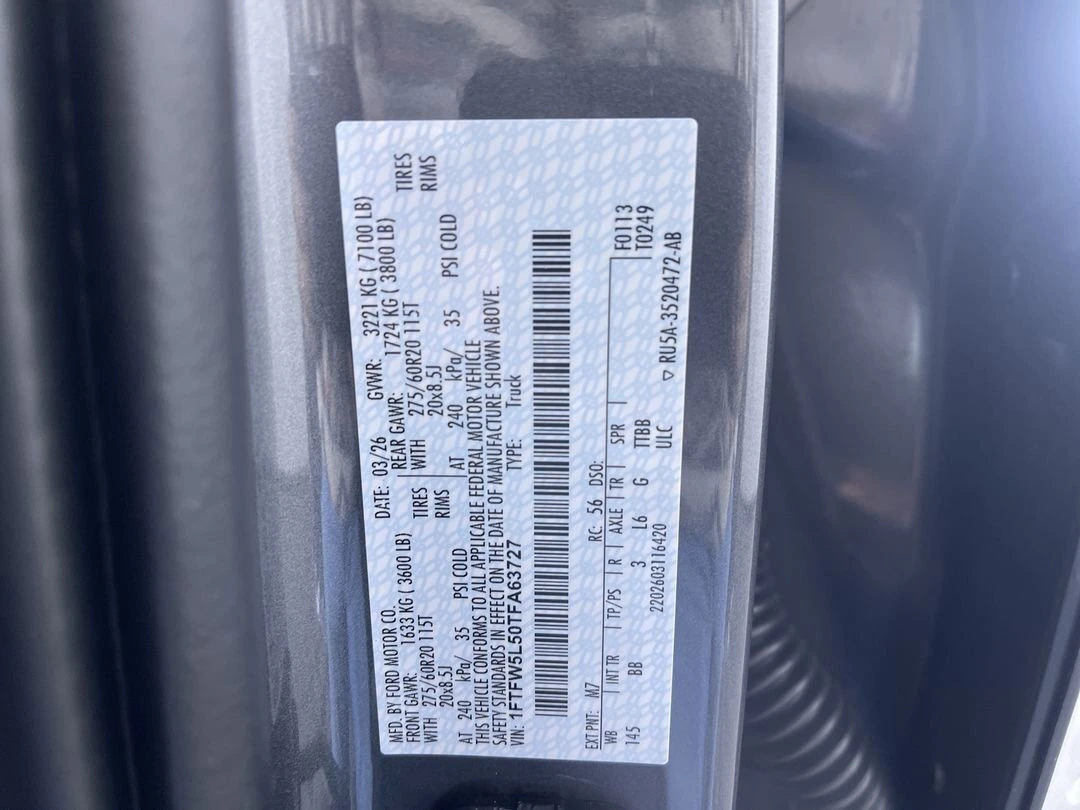 MFD. BY FORD MOTOR CO. DATE: 03/26 GVWR: 3221 KG ( 7100 LB)
FRONT GAWR: 1633 KG ( 3600 LB) REAR GAWR: 1724 KG ( 3800 LB)
WITH 275/60R20 115T TIRES WITH 275/60R20 115T TIRES
20x8.5J RIMS 20x8.5J RIMS
AT 240 kPa/ 35 PSI COLD AT 240 kPa/ 35 PSI COLD
THIS VEHICLE CONFORMS TO ALL APPLICABLE FEDERAL MOTOR VEHICLE
SAFETY STANDARDS IN EFFECT ON THE DATE OF MANUFACTURE SHOWN ABOVE.
VIN: 1FTFW5L50TFA63727 TYPE: Truck
EXT PNT: M7 RC: 56 DSO: F0113
WB INT TR TP/PS R AXLE TR SPR T0249
145 BB 3 L6 G TTBB
2202603116420 ULC ▽ RU5A-3520472-AB